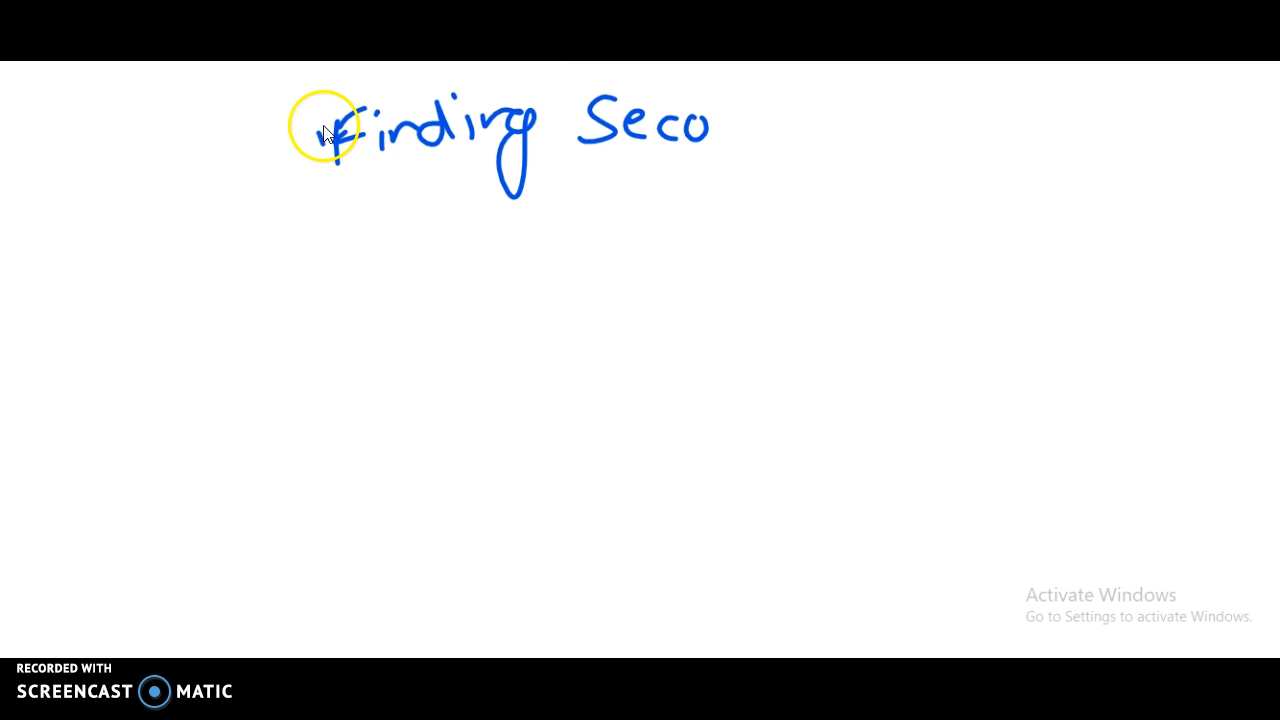 Finding Seco
Activate Windows
Go to Settings to activate Windows.
RECORDED WITH
SCREENCAST MATIC